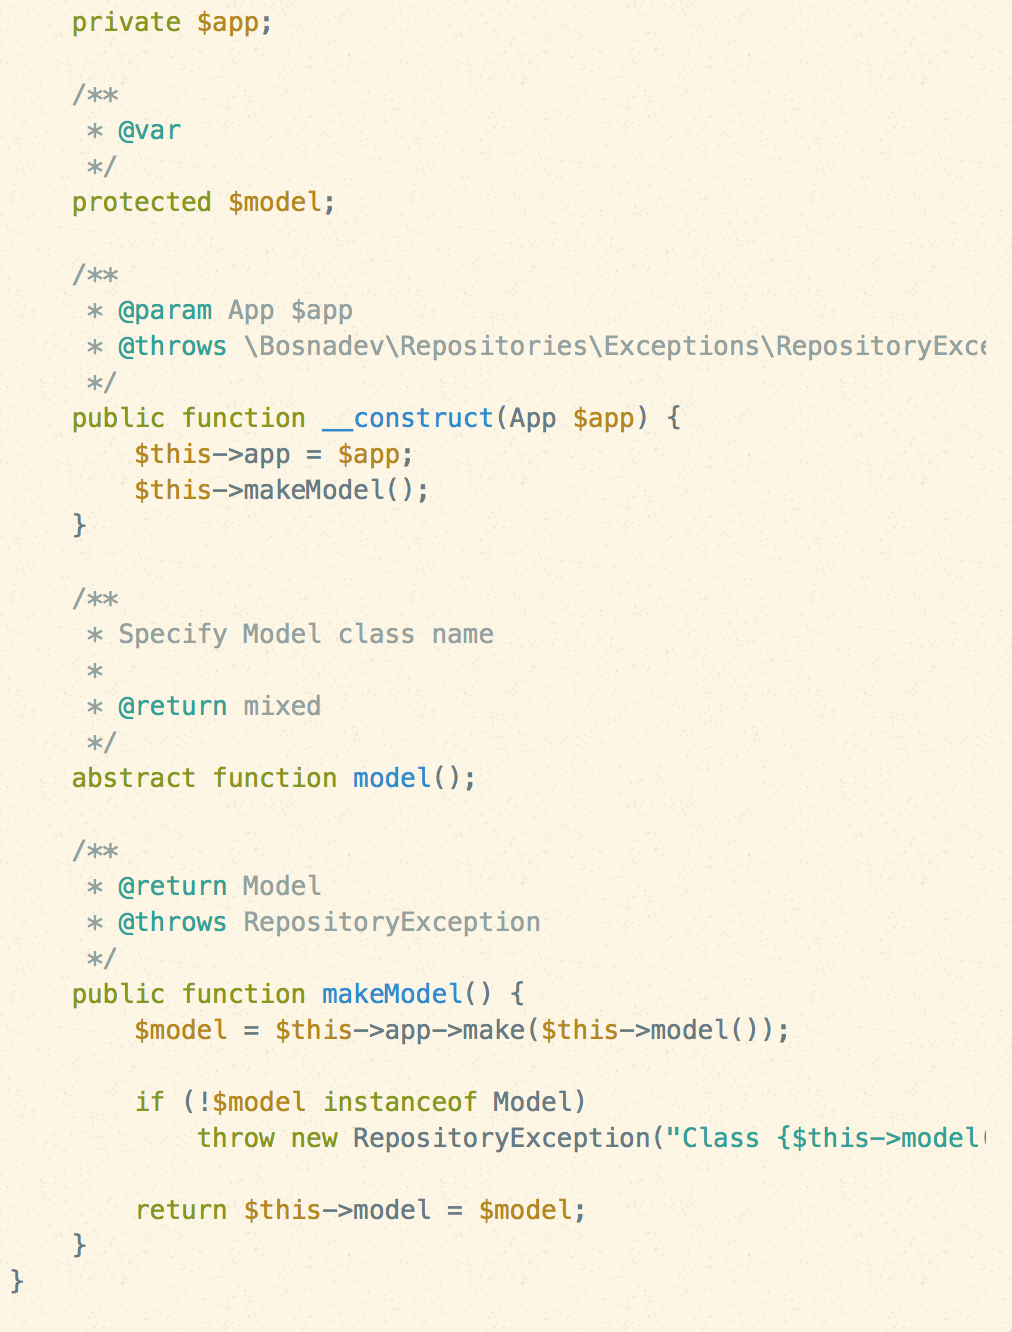 private $app;

    /**
     * @var
     */
    protected $model;

    /**
     * @param App $app
     * @throws \Bosnadev\Repositories\Exceptions\RepositoryExce
     */
    public function __construct(App $app) {
        $this->app = $app;
        $this->makeModel();
    }

    /**
     * Specify Model class name
     *
     * @return mixed
     */
    abstract function model();

    /**
     * @return Model
     * @throws RepositoryException
     */
    public function makeModel() {
        $model = $this->app->make($this->model());

        if (!$model instanceof Model)
            throw new RepositoryException("Class {$this->model(

        return $this->model = $model;
    }
}